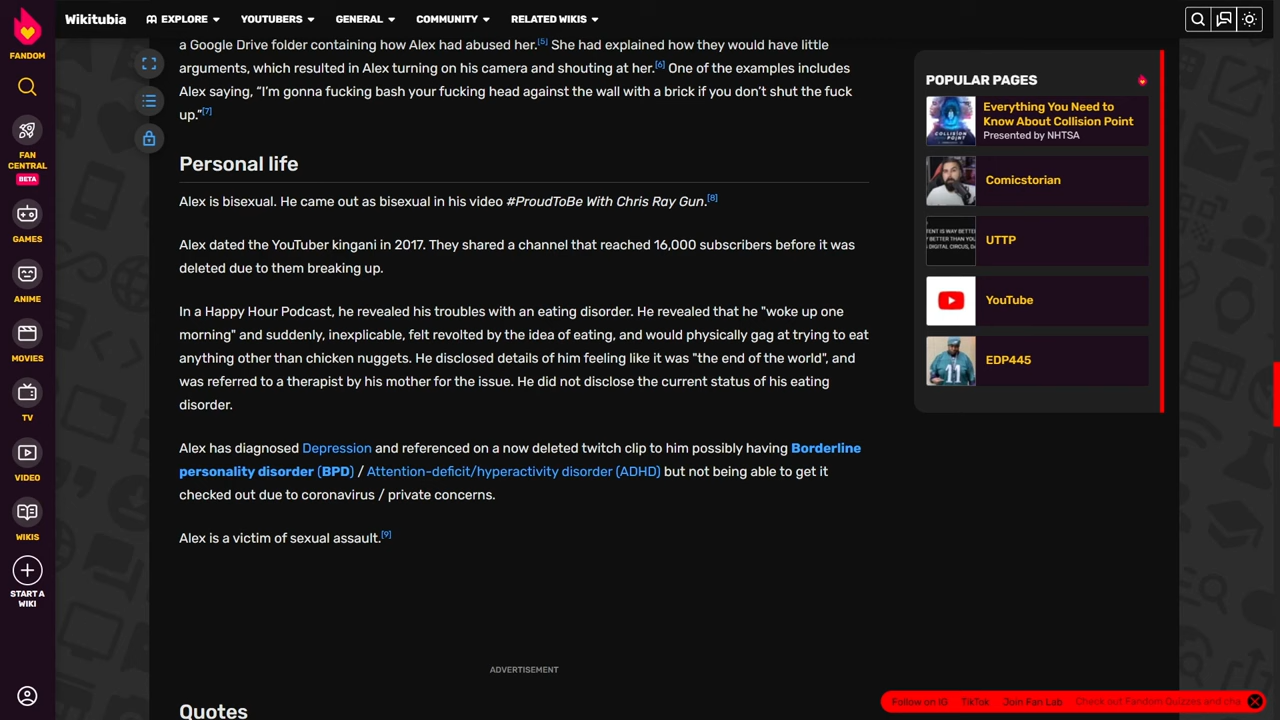 Wikitubia
EXPLORE
YOUTUBERS
GENERAL
COMMUNITY
RELATED WIKIS
FANDOM
FAN
CENTRAL
BETA
GAMES
ANIME
MOVIES
TV
VIDEO
WIKIS
START A
WIKI
a Google Drive folder containing how Alex had abused her.[5] She had explained how they would have little
arguments, which resulted in Alex turning on his camera and shouting at her.[6] One of the examples includes
Alex saying, “I’m gonna fucking bash your fucking head against the wall with a brick if you don’t shut the fuck
up.”[7]
Personal life
Alex is bisexual. He came out as bisexual in his video #ProudToBe With Chris Ray Gun.[8]
Alex dated the YouTuber kingani in 2017. They shared a channel that reached 16,000 subscribers before it was
deleted due to them breaking up.
In a Happy Hour Podcast, he revealed his troubles with an eating disorder. He revealed that he "woke up one
morning" and suddenly, inexplicable, felt revolted by the idea of eating, and would physically gag at trying to eat
anything other than chicken nuggets. He disclosed details of him feeling like it was "the end of the world", and
was referred to a therapist by his mother for the issue. He did not disclose the current status of his eating
disorder.
Alex has diagnosed Depression and referenced on a now deleted twitch clip to him possibly having Borderline
personality disorder (BPD) / Attention-deficit/hyperactivity disorder (ADHD) but not being able to get it
checked out due to coronavirus / private concerns.
Alex is a victim of sexual assault.[9]
ADVERTISEMENT
Quotes
POPULAR PAGES
COLLISION
POINT
Everything You Need to
Know About Collision Point
Presented by NHTSA
Comicstorian
UTTP
YouTube
11
EDP445
Follow on IG
TikTok
Join Fan Lab
Check out Fandom Quizzes and cha